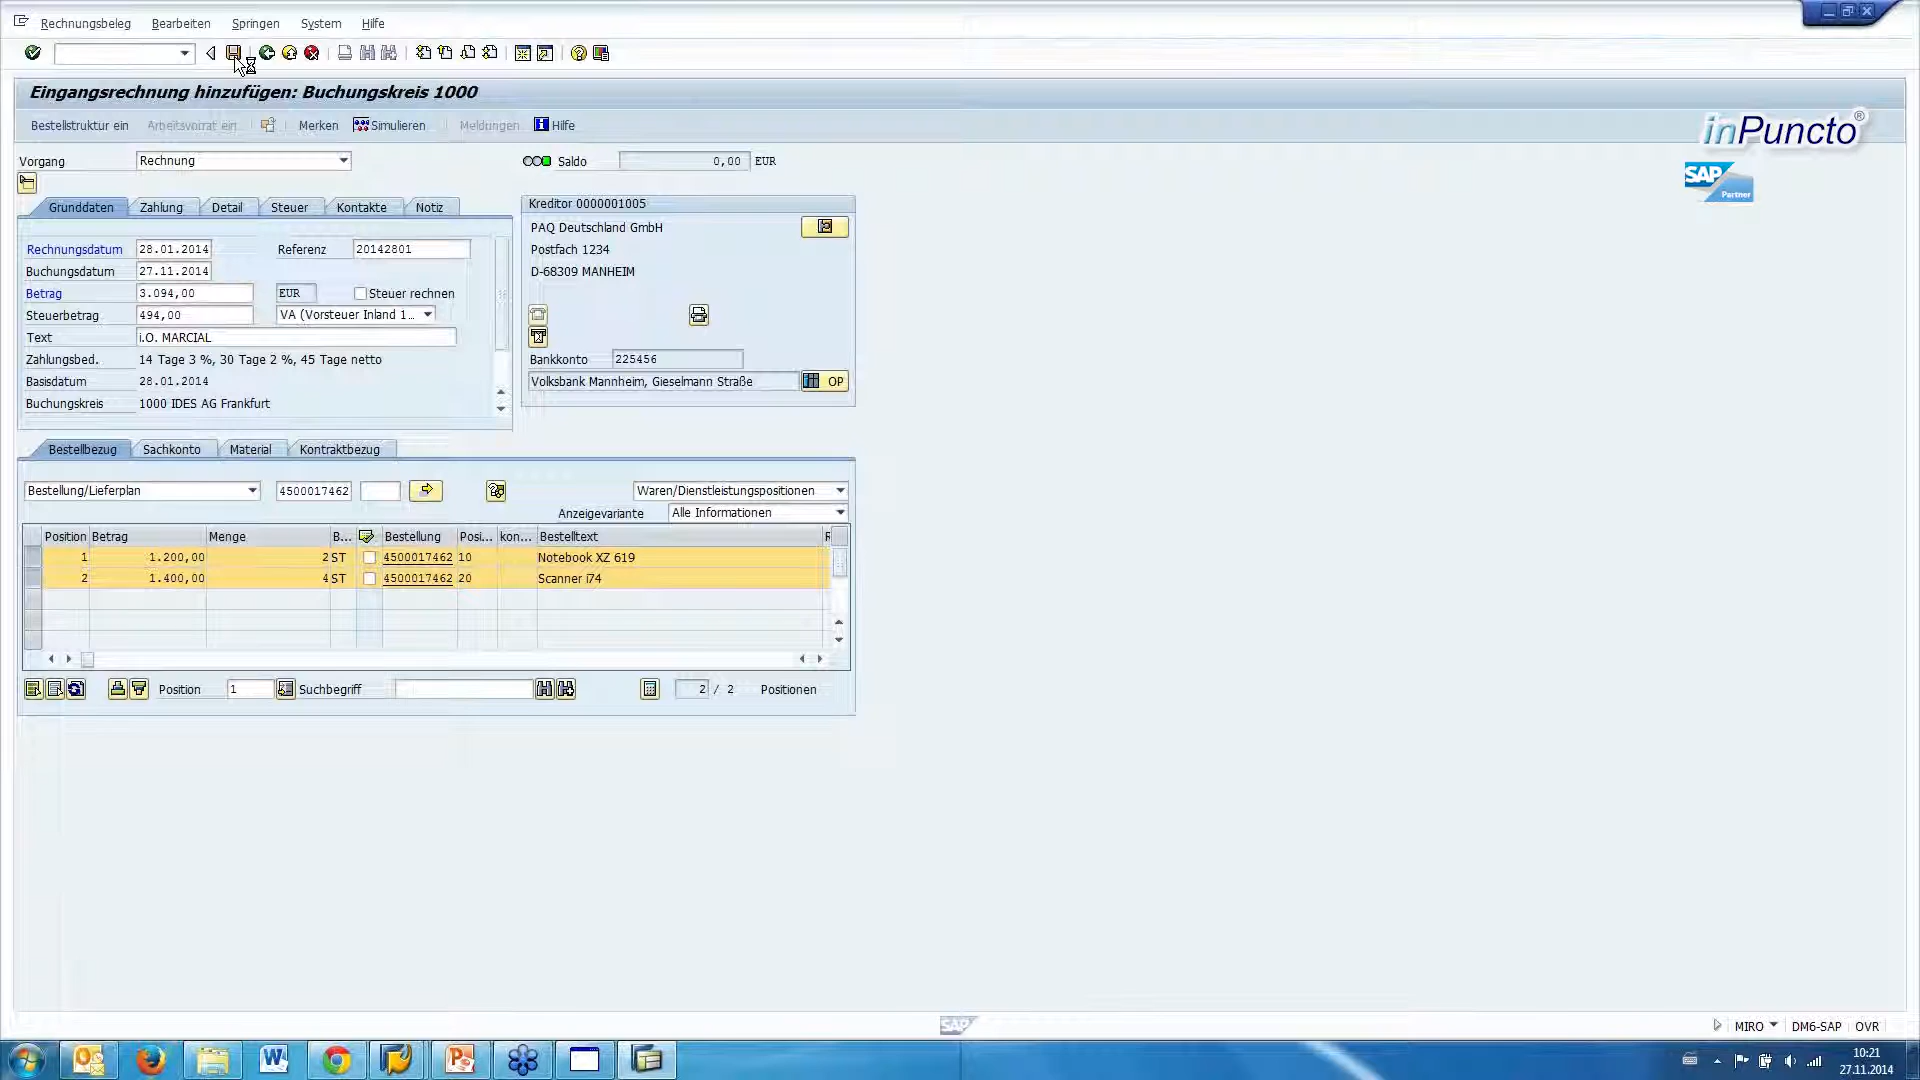 Rechnungsbeleg Bearbeiten Springen System Hilfe
Eingangsrechnung hinzufügen: Buchungskreis 1000
Bestellstruktur ein Arbeitsvorrat ein Merken Simulieren Meldungen Hilfe
inPuncto®
SAP Partner
Vorgang Rechnung Saldo 0,00 EUR
Grunddaten Zahlung Detail Steuer Kontakte Notiz
Rechnungsdatum 28.01.2014 Referenz 20142801
Buchungsdatum 27.11.2014
Betrag 3.094,00 EUR Steuer rechnen
Steuerbetrag 494,00 VA (Vorsteuer Inland 1...
Text i.O. MARCIAL
Zahlungsbed. 14 Tage 3 %, 30 Tage 2 %, 45 Tage netto
Basisdatum 28.01.2014
Buchungskreis 1000 IDES AG Frankfurt
Kreditor 0000001005
PAQ Deutschland GmbH
Postfach 1234
D-68309 MANHEIM
Bankkonto 225456
Volksbank Mannheim, Gieselmann Straße OP
Bestellbezug Sachkonto Material Kontraktbezug
Bestellung/Lieferplan 4500017462 Waren/Dienstleistungspositionen
Anzeigevariante Alle Informationen
Position Betrag Menge B... Bestellung Posi... kon... Bestelltext R
1 1.200,00 2 ST 4500017462 10 Notebook XZ 619
2 1.400,00 4 ST 4500017462 20 Scanner i74
Position 1 Suchbegriff 2 / 2 Positionen
SAP MIRO DM6-SAP OVR
10:21
27.11.2014